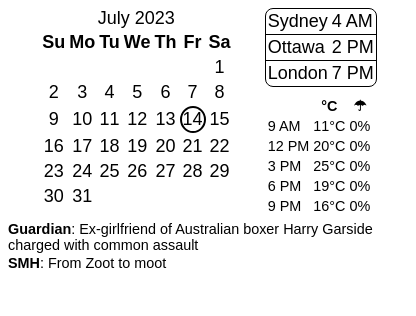 July 2023
Su Mo Tu We Th Fr Sa
1
2 3 4 5 6 7 8
9 10 11 12 13 14 15
16 17 18 19 20 21 22
23 24 25 26 27 28 29
30 31
Sydney 4 AM
Ottawa 2 PM
London 7 PM
°C ☂
9 AM 11°C 0%
12 PM 20°C 0%
3 PM 25°C 0%
6 PM 19°C 0%
9 PM 16°C 0%
Guardian: Ex-girlfriend of Australian boxer Harry Garside
charged with common assault
SMH: From Zoot to moot